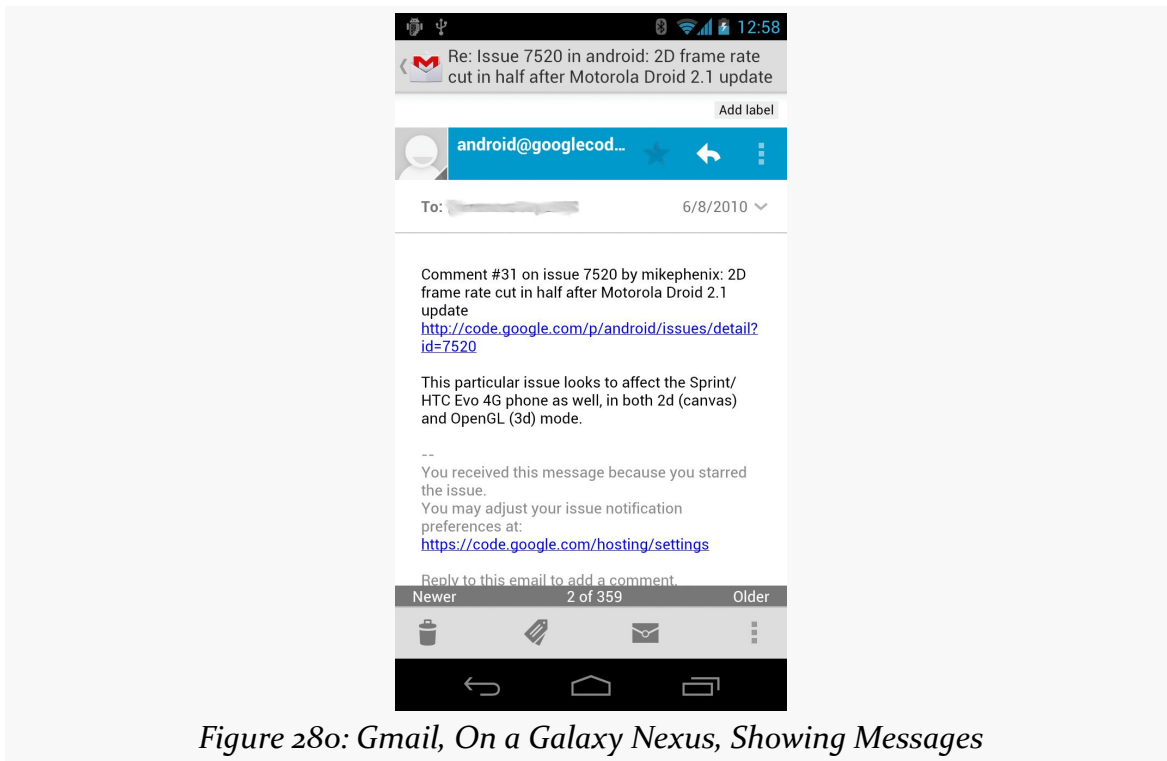 12:58
Re: Issue 7520 in android: 2D frame rate
cut in half after Motorola Droid 2.1 update
Add label
android@googlecod...
To:
6/8/2010
Comment #31 on issue 7520 by mikephenix: 2D
frame rate cut in half after Motorola Droid 2.1
update
http://code.google.com/p/android/issues/detail?
id=7520
This particular issue looks to affect the Sprint/
HTC Evo 4G phone as well, in both 2d (canvas)
and OpenGL (3d) mode.
--
You received this message because you starred
the issue.
You may adjust your issue notification
preferences at:
https://code.google.com/hosting/settings
Reply to this email to add a comment.
Newer 2 of 359 Older
Figure 280: Gmail, On a Galaxy Nexus, Showing Messages